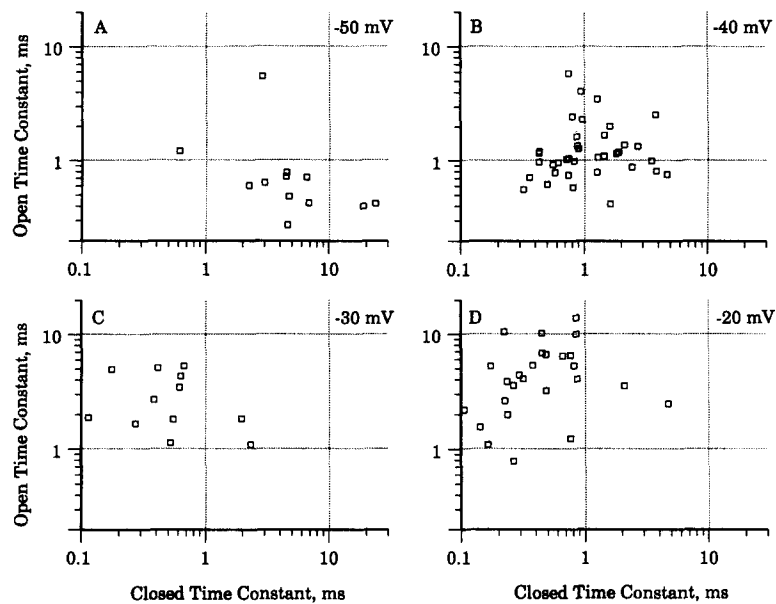 A -50 mV
B -40 mV
Open Time Constant, ms
10
1
10
1
0.1 1 10
0.1 1 10
C -30 mV
D -20 mV
Open Time Constant, ms
10
1
10
1
0.1 1 10
0.1 1 10
Closed Time Constant, ms
Closed Time Constant, ms